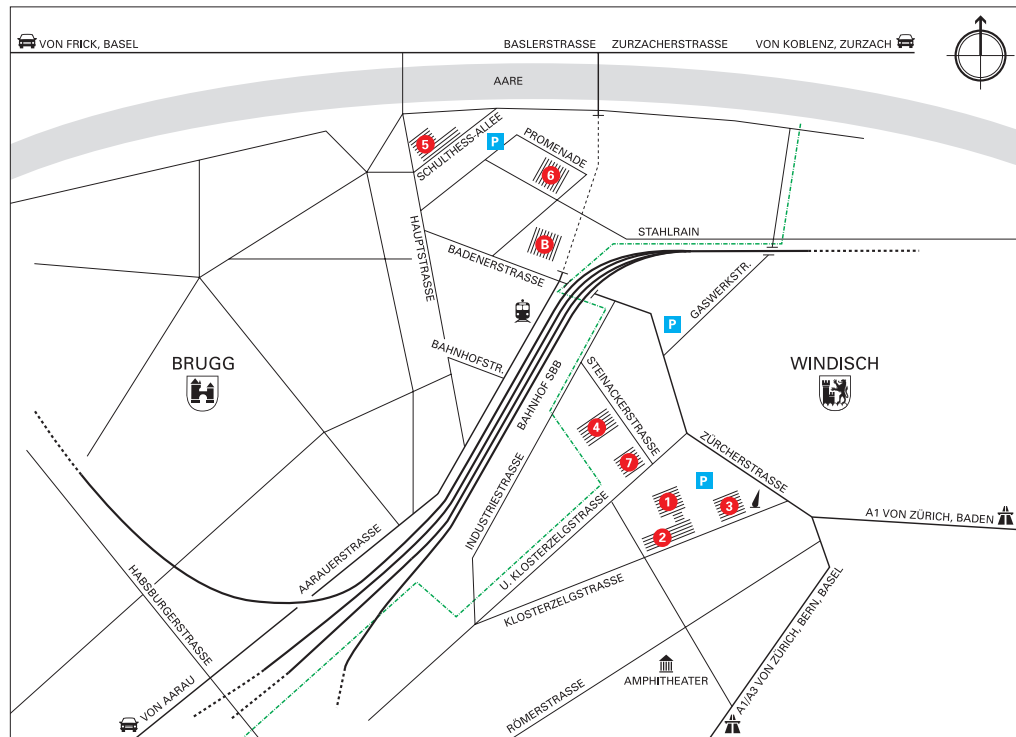 VON FRICK, BASEL
BASLERSTRASSE
ZURZACHERSTRASSE
VON KOBLENZ, ZURZACH
AARE
5
SCHULTHESS-ALLEE
P
PROMENADE
6
HAUPTSTRASSE
B
STAHLRAIN
BADENERSTRASSE
GASWERKSTR.
P
BAHNHOFSTR.
BRUGG
BAHNHOF SBB
STEINACKERSTRASSE
WINDISCH
4
7
ZÜRCHERSTRASSE
P
1
3
2
INDUSTRIESTRASSE
A1 VON ZÜRICH, BADEN
AARAUERSTRASSE
U. KLOSTERZELGSTRASSE
HABSBURGERSTRASSE
KLOSTERZELGSTRASSE
A1/A3 VON ZÜRICH, BERN, BASEL
AMPHITHEATER
RÖMERSTRASSE
VON AARAU